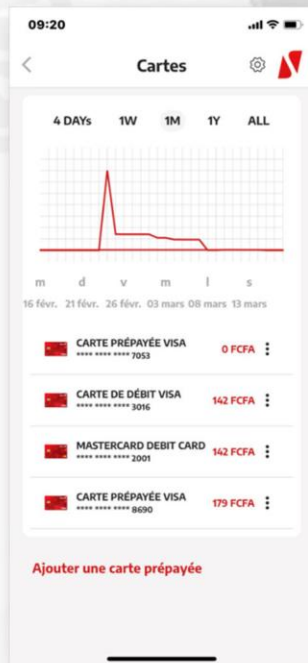 09:20
Cartes
4 DAYs 1W 1M 1Y ALL
m d v m l s
16 févr. 21 févr. 26 févr. 03 mars 08 mars 13 mars
CARTE PRÉPAYÉE VISA
**** **** **** 7053
0 FCFA
CARTE DE DÉBIT VISA
**** **** **** 3016
142 FCFA
MASTERCARD DEBIT CARD
**** **** **** 2001
142 FCFA
CARTE PRÉPAYÉE VISA
**** **** **** 8690
179 FCFA
Ajouter une carte prépayée